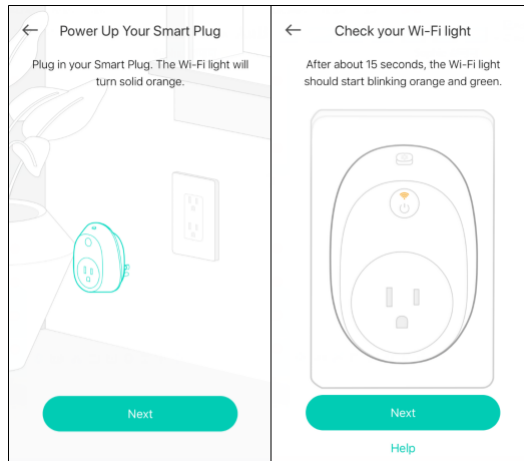 Power Up Your Smart Plug
Plug in your Smart Plug. The Wi-Fi light will
turn solid orange.
Next
Check your Wi-Fi light
After about 15 seconds, the Wi-Fi light
should start blinking orange and green.
Next
Help